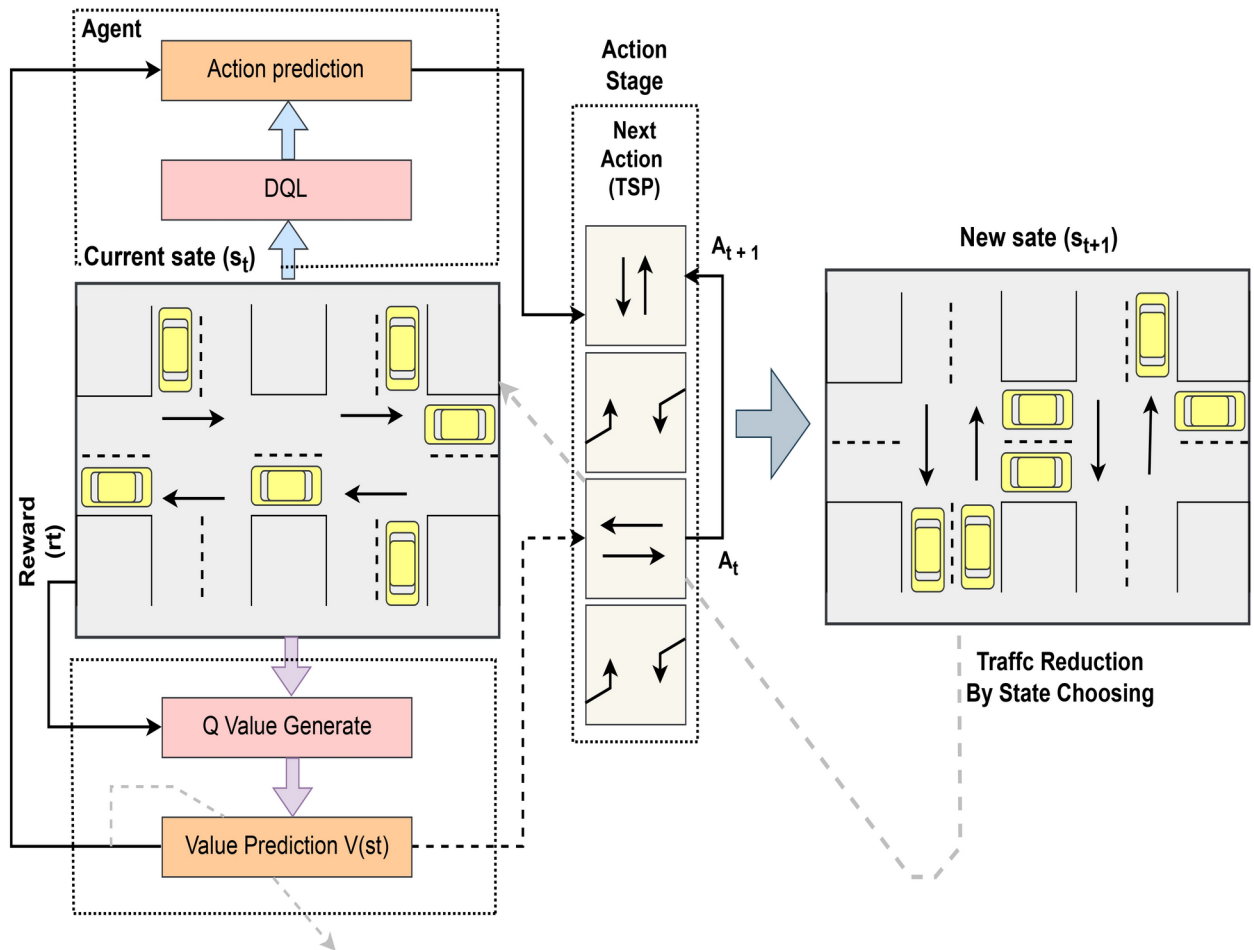 Agent
Action prediction
DQL
Current sate (st)
Action
Stage
Next
Action
(TSP)
At + 1
At
New sate (st+1)
Reward
(rt)
Traffc Reduction
By State Choosing
Q Value Generate
Value Prediction V(st)